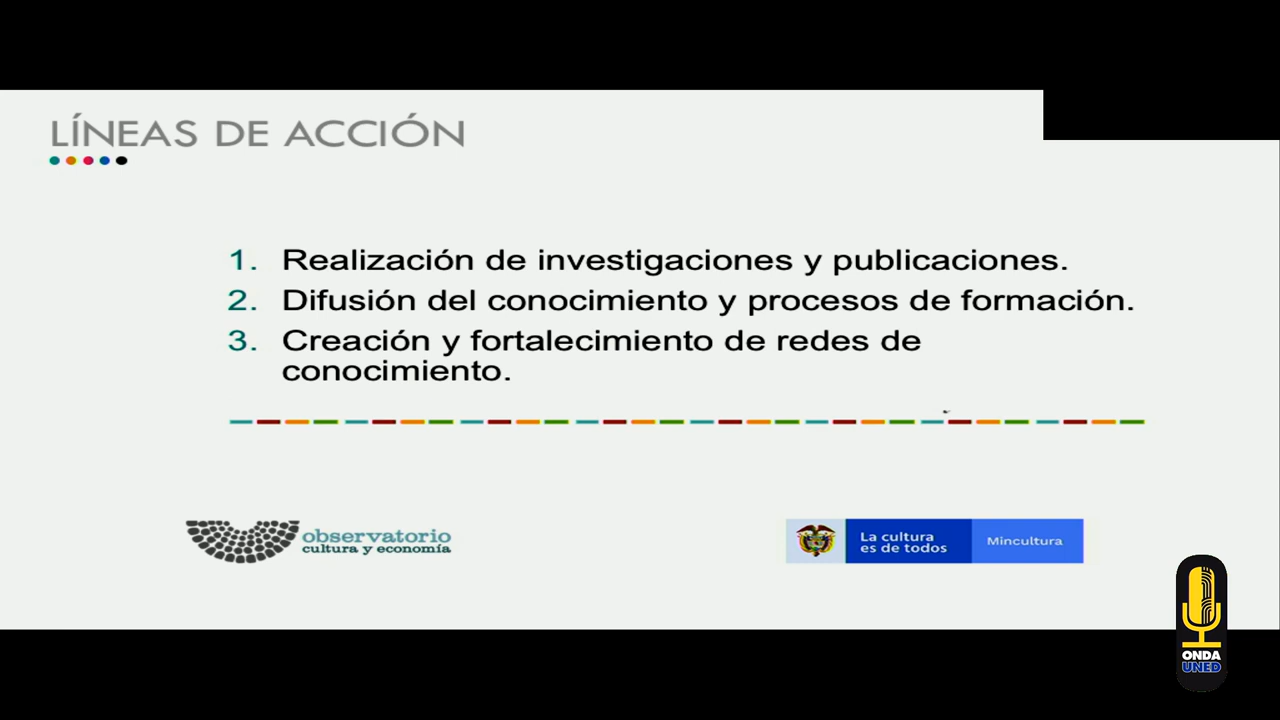 LÍNEAS DE ACCIÓN
1. Realización de investigaciones y publicaciones.
2. Difusión del conocimiento y procesos de formación.
3. Creación y fortalecimiento de redes de
conocimiento.
observatorio
cultura y economía
La cultura
es de todos
Mincultura
ONDA
UNED